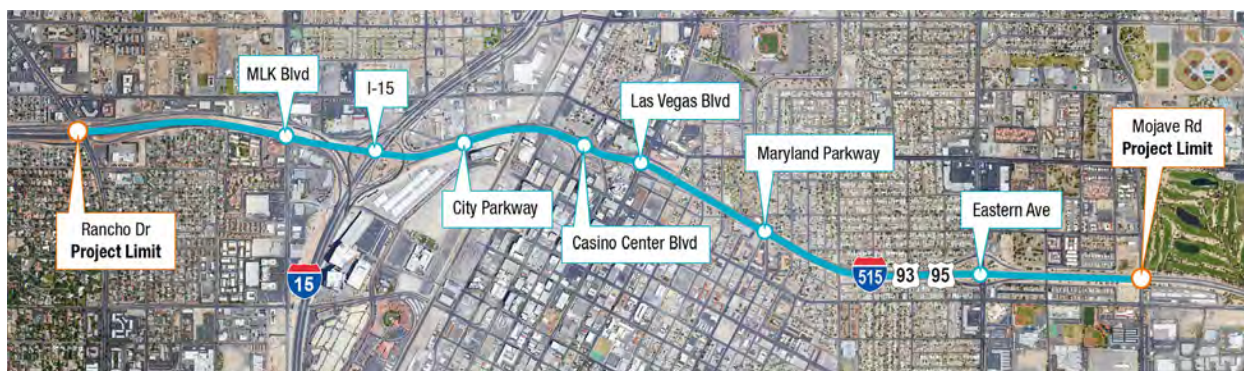 MLK Blvd
I-15
Las Vegas Blvd
Maryland Parkway
Mojave Rd
Project Limit
Rancho Dr
Project Limit
City Parkway
Casino Center Blvd
Eastern Ave
15
515
93
95